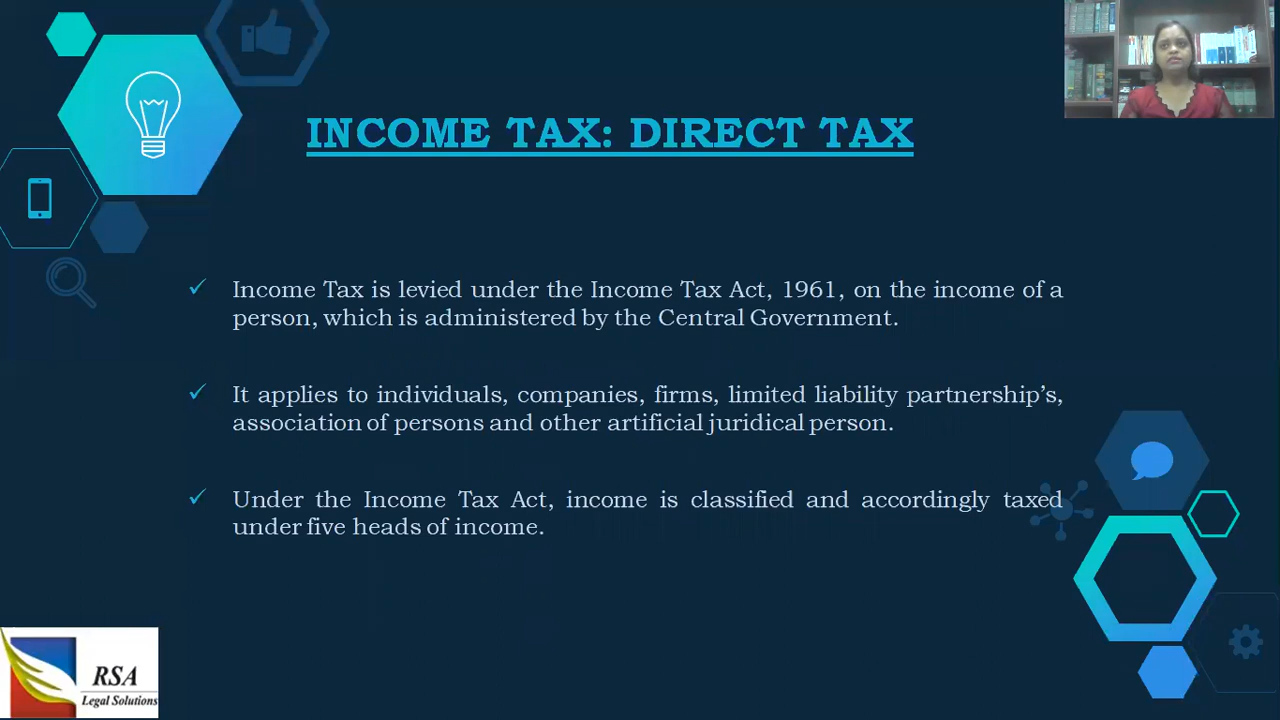 INCOME TAX: DIRECT TAX
Income Tax is levied under the Income Tax Act, 1961, on the income of a
person, which is administered by the Central Government.
It applies to individuals, companies, firms, limited liability partnership’s,
association of persons and other artificial juridical person.
Under the Income Tax Act, income is classified and accordingly taxed
under five heads of income.
RSA
Legal Solutions